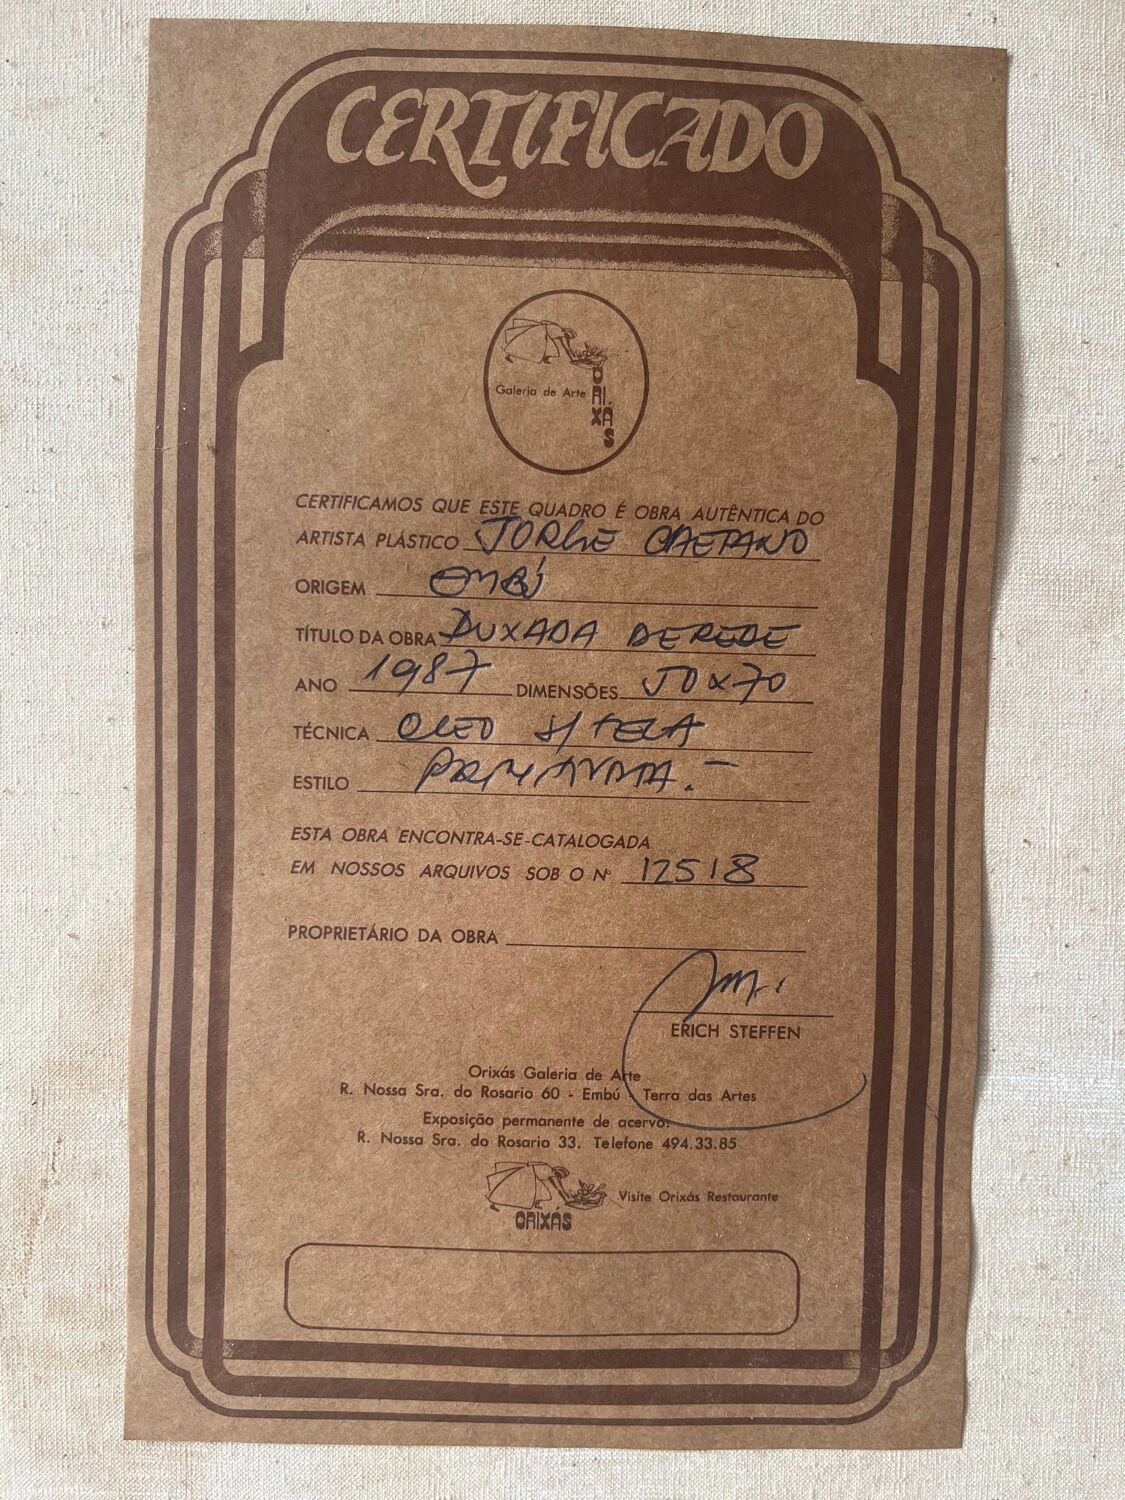 CERTIFICADO
Galeria de Arte ORIXÁS
CERTIFICAMOS QUE ESTE QUADRO É OBRA AUTÊNTICA DO
ARTISTA PLÁSTICO JORGE CAETANO
ORIGEM EMBÚ
TÍTULO DA OBRA PUXADA DE REDE
ANO 1987 DIMENSÕES 50x70
TÉCNICA OLEO S/ TELA
ESTILO
ESTA OBRA ENCONTRA-SE-CATALOGADA
EM NOSSOS ARQUIVOS SOB O Nº 12518
PROPRIETÁRIO DA OBRA
ERICH STEFFEN
Orixás Galeria de Arte
R. Nossa Sra. do Rosario 60 - Embú - Terra das Artes
Exposição permanente de acervo:
R. Nossa Sra. do Rosario 33. Telefone 494.33.85
ORIXÁS Visite Orixás Restaurante